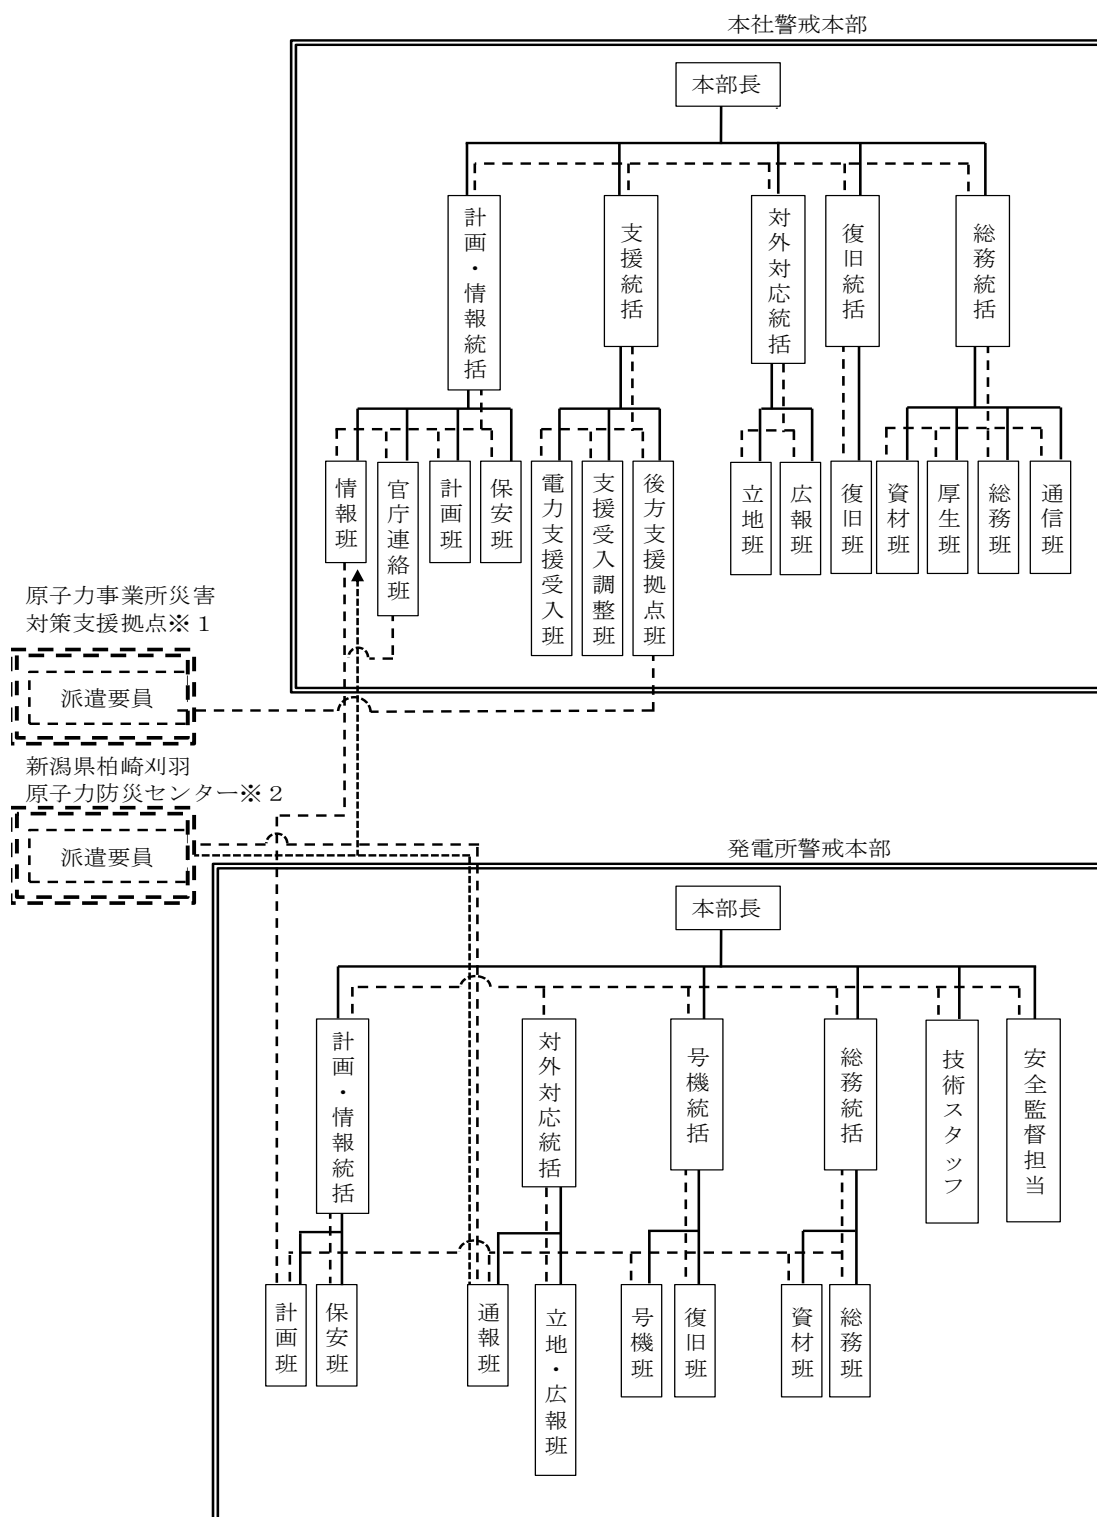 本社警戒本部
本部長
計画・情報統括
支援統括
対外対応統括
復旧統括
総務統括
情報班
官庁連絡班
計画班
保安班
電力支援受入班
支援受入調整班
後方支援拠点班
立地班
広報班
復旧班
資材班
厚生班
総務班
通信班
原子力事業所災害
対策支援拠点※１
派遣要員
新潟県柏崎刈羽
原子力防災センター※２
派遣要員
発電所警戒本部
本部長
計画・情報統括
対外対応統括
号機統括
総務統括
技術スタッフ
安全監督担当
計画班
保安班
通報班
立地・広報班
号機班
復旧班
資材班
総務班